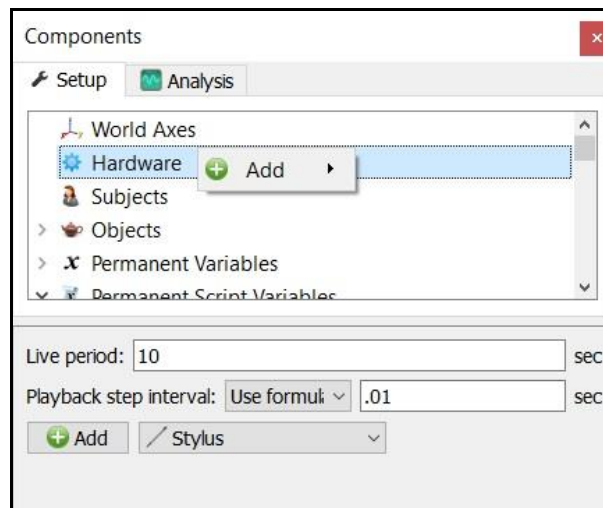 Components
Setup Analysis
World Axes
Hardware Add
Subjects
Objects
Permanent Variables
Permanent Script Variables
Live period: 10 sec
Playback step interval: Use formul .01 sec
Add Stylus